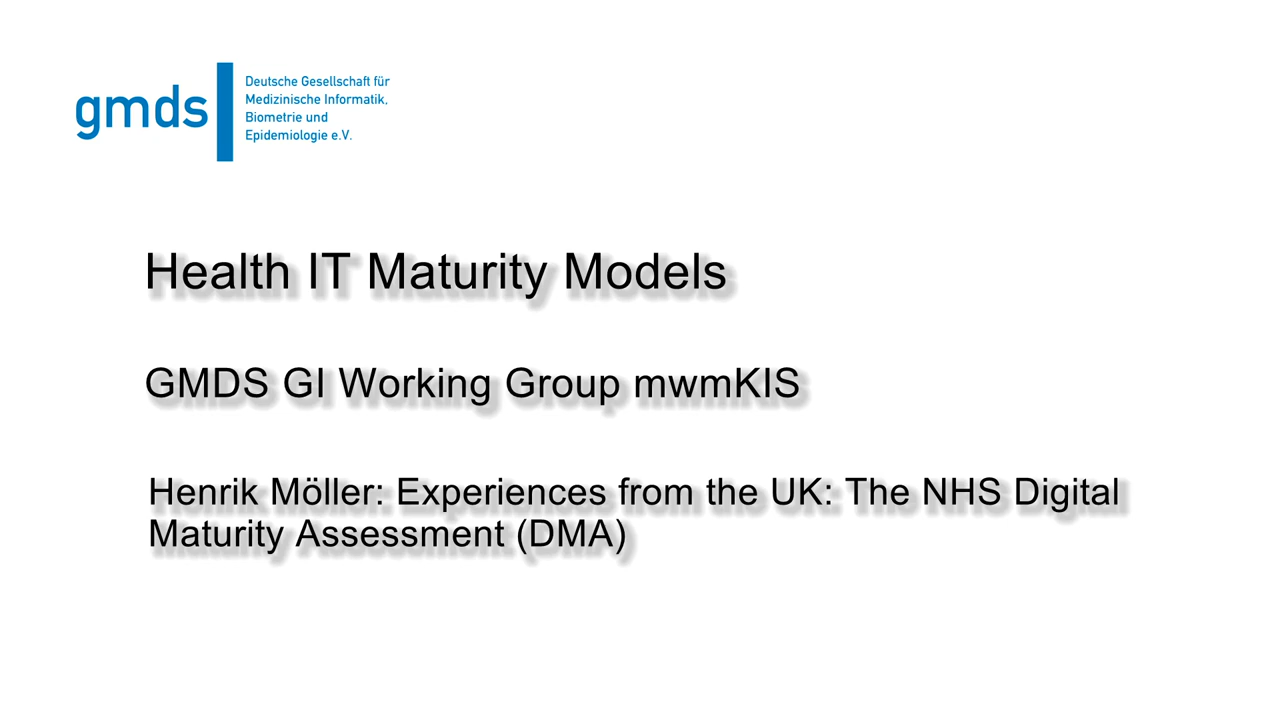 gmds
Deutsche Gesellschaft für
Medizinische Informatik,
Biometrie und
Epidemiologie e.V.
Health IT Maturity Models
GMDS GI Working Group mwmKIS
Henrik Möller: Experiences from the UK: The NHS Digital
Maturity Assessment (DMA)